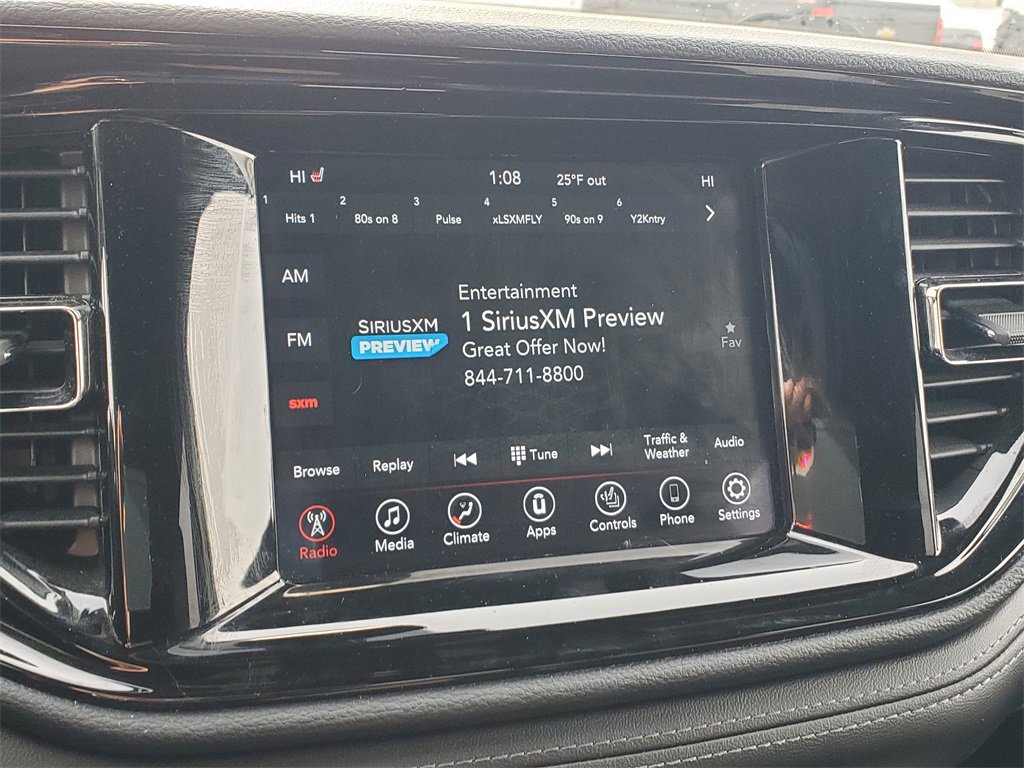 HI 1:08 25°F out HI
1 2 3 4 5 6
Hits 1 80s on 8 Pulse xLSXMFLY 90s on 9 Y2Kntry
AM
FM
sxm
SIRIUSXM
PREVIEW
Entertainment
1 SiriusXM Preview
Great Offer Now!
844-711-8800
Fav
Browse Replay Tune Traffic & Weather Audio
Radio Media Climate Apps Controls Phone Settings